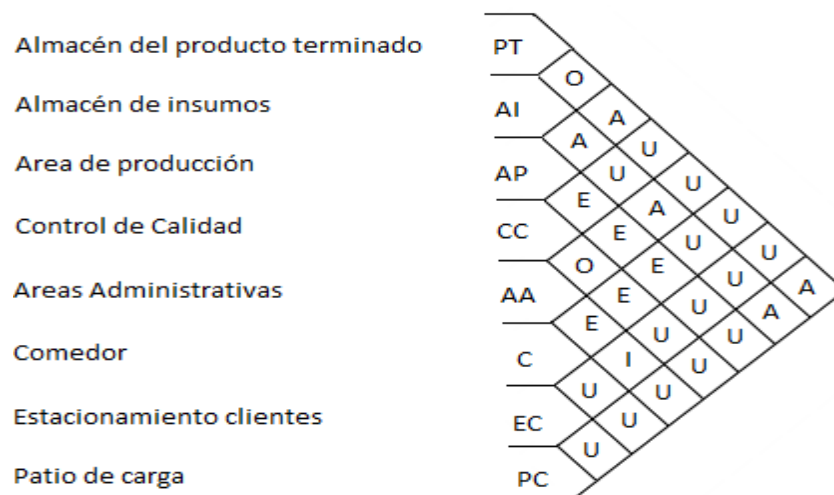 Almacén del producto terminado PT
O
Almacén de insumos AI
A
A U
U
Area de producción AP
U
E A U
Control de Calidad CC
E U
U
O E U
Areas Administrativas AA
A
E U A
E U U
Comedor C
I U
U U
Estacionamiento clientes EC
U
U
Patio de carga PC